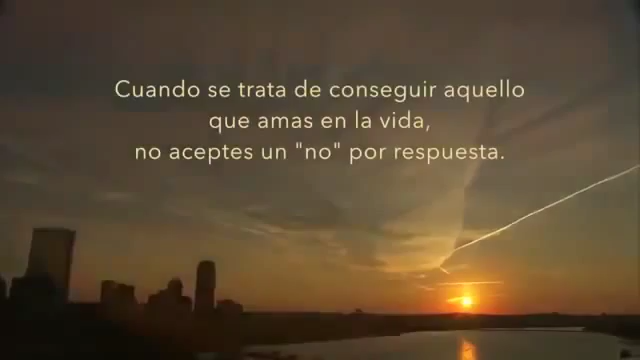 Cuando se trata de conseguir aquello
que amas en la vida,
no aceptes un "no" por respuesta.